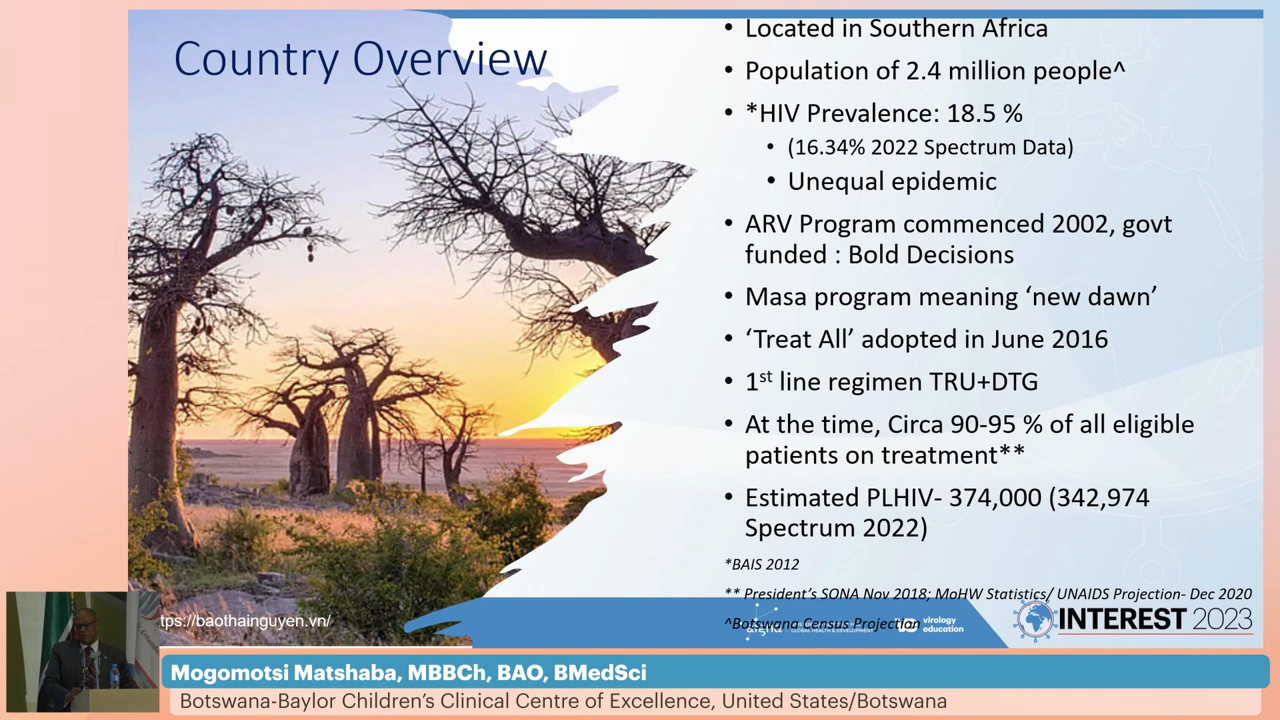 Country Overview
• Located in Southern Africa
• Population of 2.4 million people^
• *HIV Prevalence: 18.5 %
• (16.34% 2022 Spectrum Data)
• Unequal epidemic
• ARV Program commenced 2002, govt
funded : Bold Decisions
• Masa program meaning ‘new dawn’
• ‘Treat All’ adopted in June 2016
• 1st line regimen TRU+DTG
• At the time, Circa 90-95 % of all eligible
patients on treatment**
• Estimated PLHIV- 374,000 (342,974
Spectrum 2022)
*BAIS 2012
** President’s SONA Nov 2018; MoHW Statistics/ UNAIDS Projection- Dec 2020
^Botswana Census Projection
tps://baothainguyen.vn/
GLOBAL HEALTH & DEVELOPMENT
virology
education
INTEREST 2023
Mogomotsi Matshaba, MBBCh, BAO, BMedSci
Botswana-Baylor Children’s Clinical Centre of Excellence, United States/Botswana